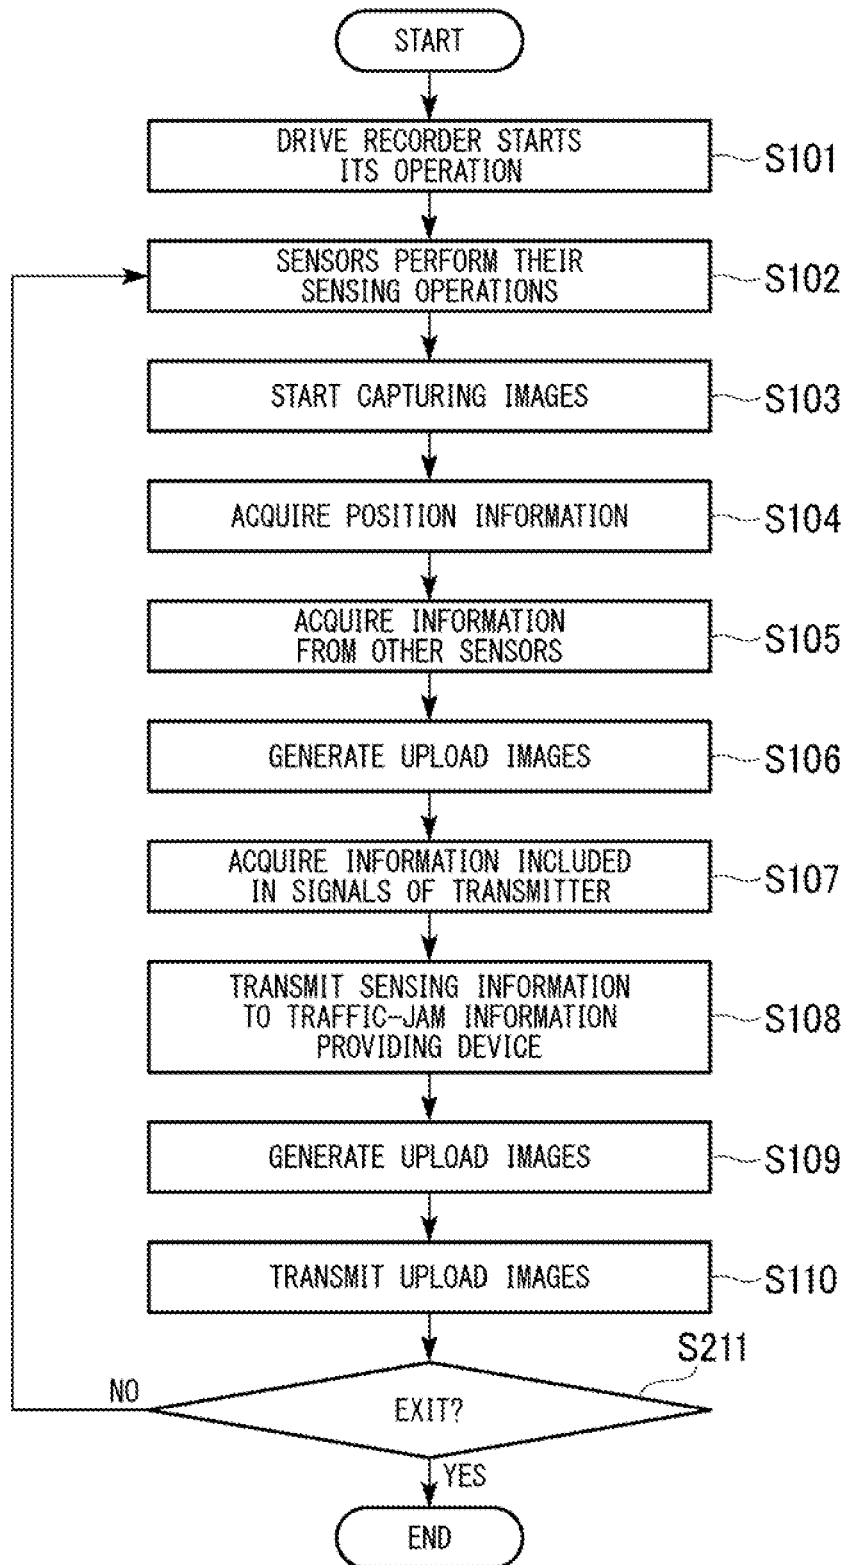 START
DRIVE RECORDER STARTS
ITS OPERATION
S101
SENSORS PERFORM THEIR
SENSING OPERATIONS
S102
START CAPTURING IMAGES
S103
ACQUIRE POSITION INFORMATION
S104
ACQUIRE INFORMATION
FROM OTHER SENSORS
S105
GENERATE UPLOAD IMAGES
S106
ACQUIRE INFORMATION INCLUDED
IN SIGNALS OF TRANSMITTER
S107
TRANSMIT SENSING INFORMATION
TO TRAFFIC-JAM INFORMATION
PROVIDING DEVICE
S108
GENERATE UPLOAD IMAGES
S109
TRANSMIT UPLOAD IMAGES
S110
S211
NO
EXIT?
YES
END